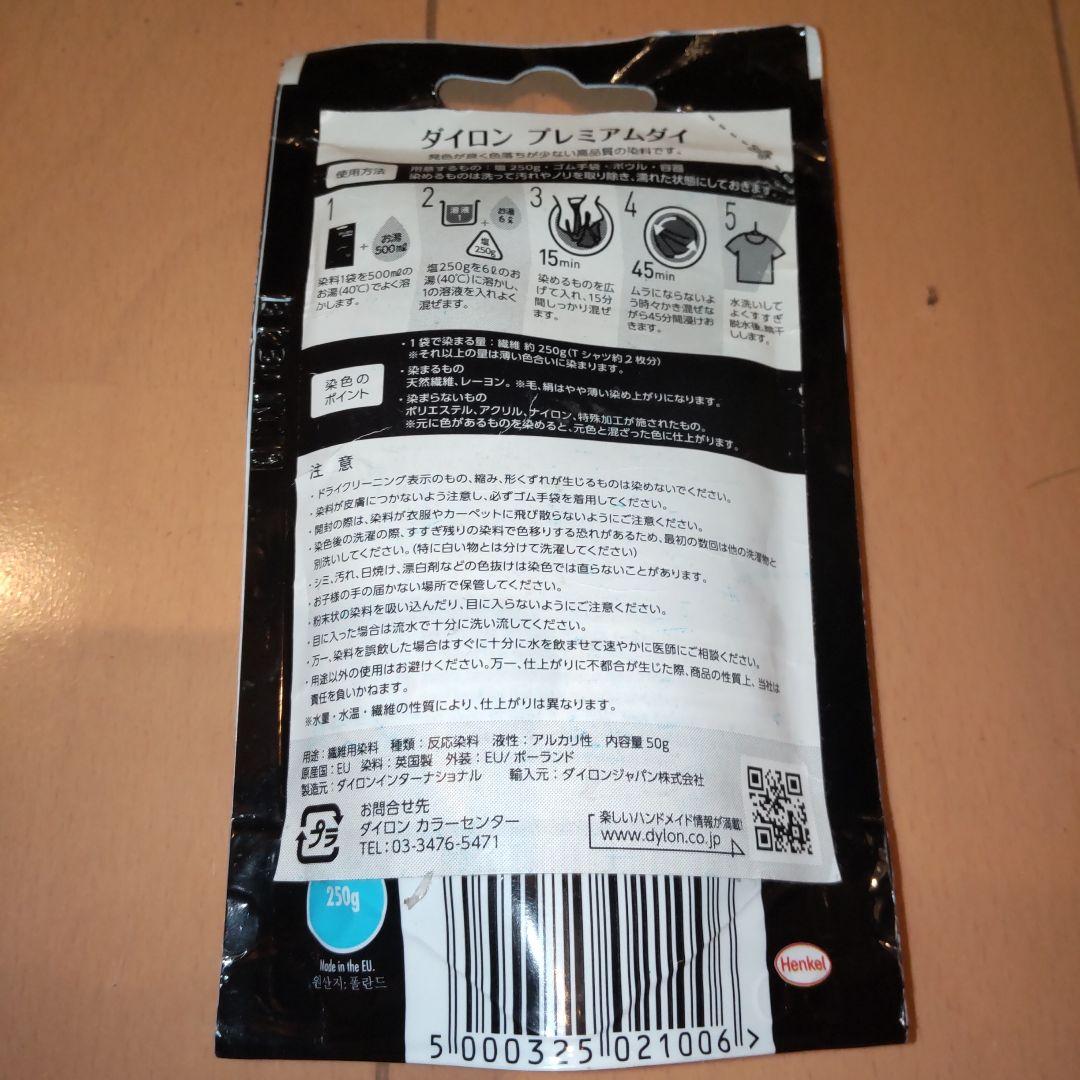 ダイロン プレミアムダイ
発色が良く色落ちが少ない高品質の染料です。
使用方法
用意するもの:塩 250g・ゴム手袋・ボウル・容器
染めるものは洗って汚れやノリを取り除き、濡れた状態にしておきます。
1
+
お湯
500㎖
染料1袋を500㎖の
お湯(40℃)でよく溶
かします。
2
溶液
1
+
お湯
6ℓ
塩
250g
塩250gを6ℓのお
湯(40℃)に溶かし、
1の溶液を入れよく
混ぜます。
3
15min
染めるものを広
げて入れ、15分
間しっかり混ぜ
ます。
4
45min
ムラにならないよ
う時々かき混ぜな
がら45分間浸けお
きます。
5
水洗いして
よくすすぎ
脱水後、陰干
しします。
染色の
ポイント
・1袋で染まる量:繊維 約250g(Tシャツ約2枚分)
※それ以上の量は薄い色合いに染まります。
・染まるもの
天然繊維、レーヨン。※毛、絹はやや薄い染め上がりになります。
・染まらないもの
ポリエステル、アクリル、ナイロン、特殊加工が施されたもの。
※元に色があるものを染めると、元色と混ざった色に仕上がります。
注 意
・ドライクリーニング表示のもの、縮み、形くずれが生じるものは染めないでください。
・染料が皮膚につかないよう注意し、必ずゴム手袋を着用してください。
・開封の際は、染料が衣服やカーペットに飛び散らないようにご注意ください。
・染色後の洗濯の際、すすぎ残りの染料で色移りする恐れがあるため、最初の数回は他の洗濯物と
別洗いしてください。(特に白い物とは分けて洗濯してください)
・シミ、汚れ、日焼け、漂白剤などの色抜けは染色では直らないことがあります。
・お子様の手の届かない場所で保管してください。
・粉末状の染料を吸い込んだり、目に入らないようにご注意ください。
・目に入った場合は流水で十分に洗い流してください。
・万一、染料を誤飲した場合はすぐに十分に水を飲ませて速やかに医師にご相談ください。
・用途以外の使用はお避けください。万一、仕上がりに不都合が生じた際、商品の性質上、当社は
責任を負いかねます。
※水量・水温・繊維の性質により、仕上がりは異なります。
用途:繊維用染料 種類:反応染料 液性:アルカリ性 内容量50g
原産国:EU 染料:英国製 外装:EU/ポーランド
製造元:ダイロンインターナショナル 輸入元:ダイロンジャパン株式会社
プラ
お問合せ先
ダイロン カラーセンター
TEL:03-3476-5471
楽しいハンドメイド情報が満載!
www.dylon.co.jp
250g
Made in the EU.
원산지: 폴란드
Henkel
5 000325 021006 >